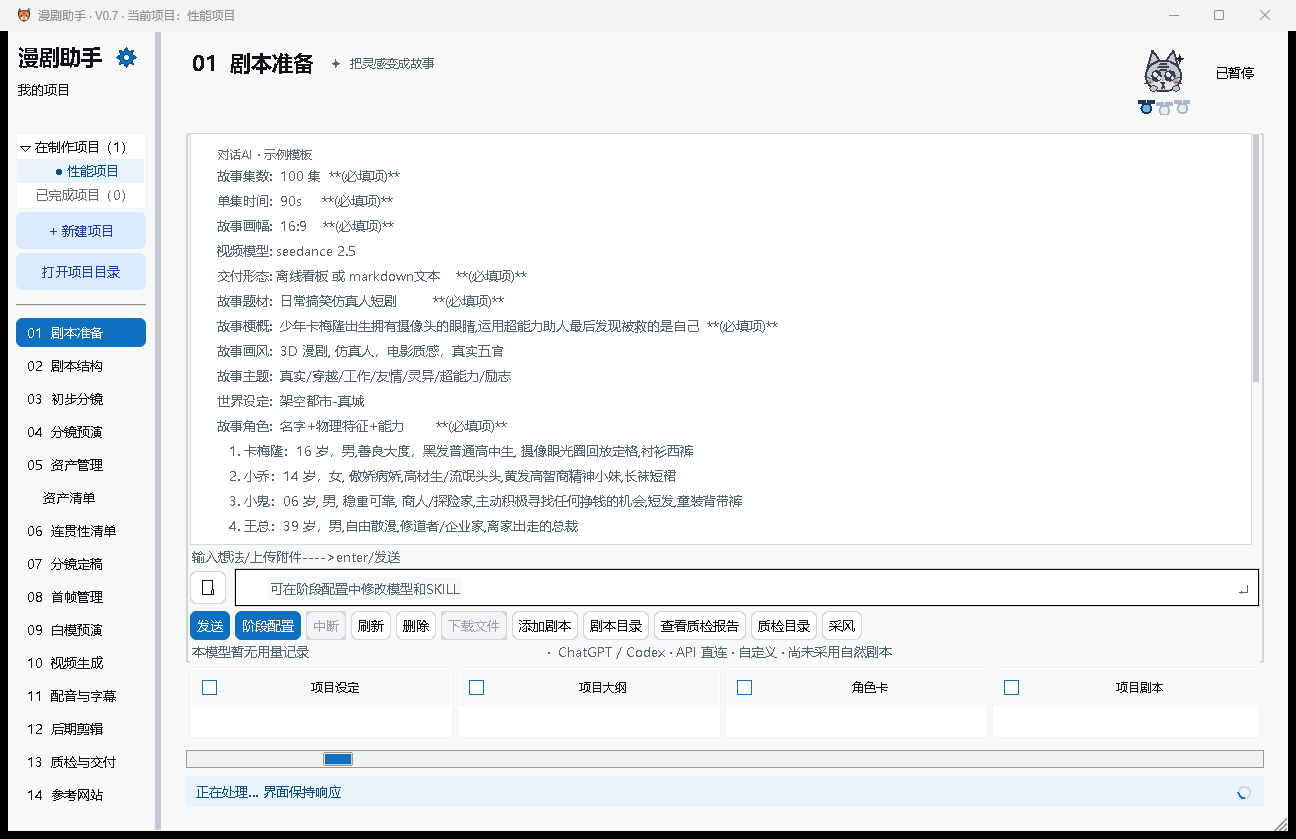 漫剧助手 · V0.7 · 当前项目：性能项目
漫剧助手
我的项目
在制作项目（1）
● 性能项目
已完成项目（0）
+ 新建项目
打开项目目录
01 剧本准备
02 剧本结构
03 初步分镜
04 分镜预演
05 资产管理
资产清单
06 连贯性清单
07 分镜定稿
08 首帧管理
09 白模预演
10 视频生成
11 配音与字幕
12 后期剪辑
13 质检与交付
14 参考网站
01 剧本准备 ✦ 把灵感变成故事
已暂停
对话AI · 示例模板
故事集数：100 集 **(必填项)**
单集时间：90s **(必填项)**
故事画幅：16:9 **(必填项)**
视频模型: seedance 2.5
交付形态: 离线看板 或 markdown文本 **(必填项)**
故事题材：日常搞笑仿真人短剧 **(必填项)**
故事梗概：少年卡梅隆出生拥有摄像头的眼睛,运用超能力助人最后发现被救的是自己 **(必填项)**
故事画风：3D 漫剧, 仿真人，电影质感，真实五官
故事主题：真实/穿越/工作/友情/灵异/超能力/励志
世界设定：架空都市-真城
故事角色：名字+物理特征+能力 **(必填项)**
1. 卡梅隆：16 岁，男,善良大度，黑发普通高中生, 摄像眼光圈回放定格,衬衫西裤
2. 小乔：14 岁，女, 傲娇病娇,高材生/流氓头头,黄发高智商精神小妹,长袜短裙
3. 小鬼：06 岁, 男, 稳重可靠, 商人/探险家,主动积极寻找任何挣钱的机会,短发,童装背带裤
4. 王总：39 岁，男,自由散漫,修道者/企业家,离家出走的总裁
输入想法/上传附件---->enter/发送
可在阶段配置中修改模型和SKILL
发送 阶段配置 中断 刷新 删除 下载文件 添加剧本 剧本目录 查看质检报告 质检目录 采风
本模型暂无用量记录 · ChatGPT / Codex · API 直连 · 自定义 · 尚未采用自然剧本
项目设定 项目大纲 角色卡 项目剧本
正在处理... 界面保持响应